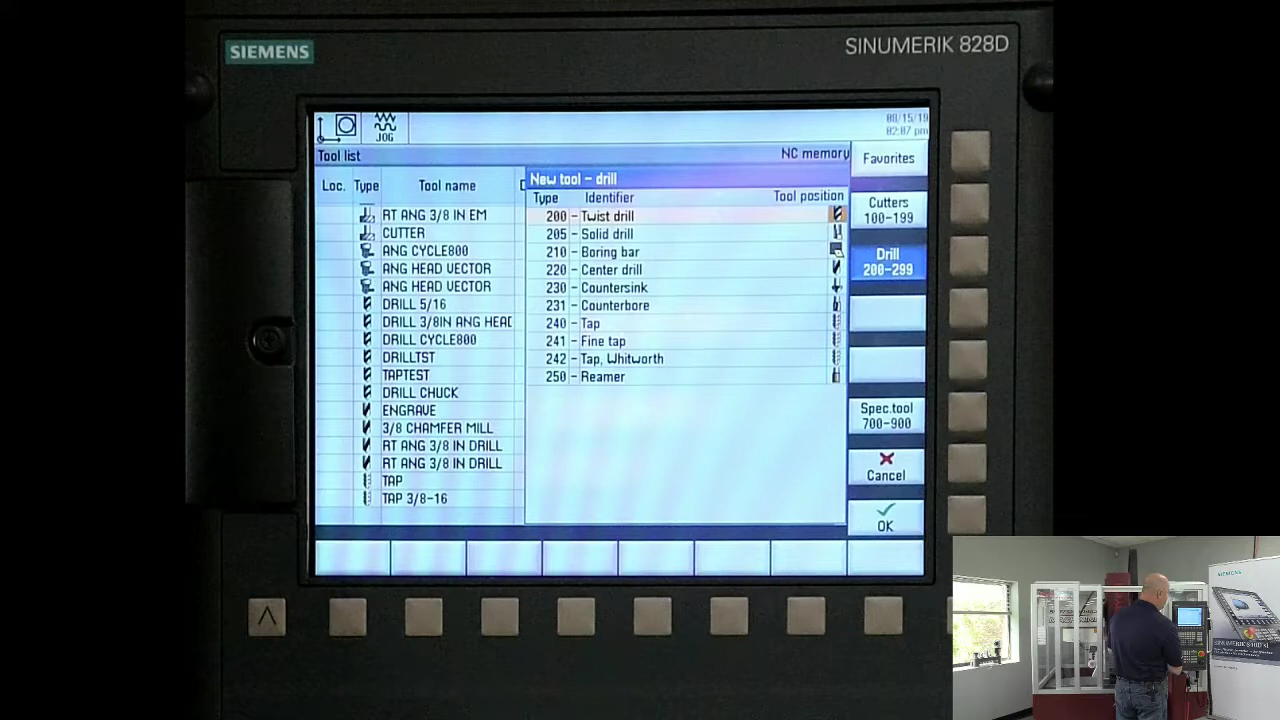 SIEMENS
SINUMERIK 828D
JOG
08/15/19
02:07 pm
Tool list
NC memory
Loc. Type Tool name
RT ANG 3/8 IN EM
CUTTER
ANG CYCLE800
ANG HEAD VECTOR
ANG HEAD VECTOR
DRILL 5/16
DRILL 3/8IN ANG HEAD
DRILL CYCLE800
DRILLTST
TAPTEST
DRILL CHUCK
ENGRAVE
3/8 CHAMFER MILL
RT ANG 3/8 IN DRILL
RT ANG 3/8 IN DRILL
TAP
TAP 3/8-16
New tool - drill
Type Identifier Tool position
200 - Twist drill
205 - Solid drill
210 - Boring bar
220 - Center drill
230 - Countersink
231 - Counterbore
240 - Tap
241 - Fine tap
242 - Tap, Whitworth
250 - Reamer
Favorites
Cutters
100-199
Drill
200-299
Spec.tool
700-900
Cancel
OK
SIEMENS
SINUMERIK 840D sl